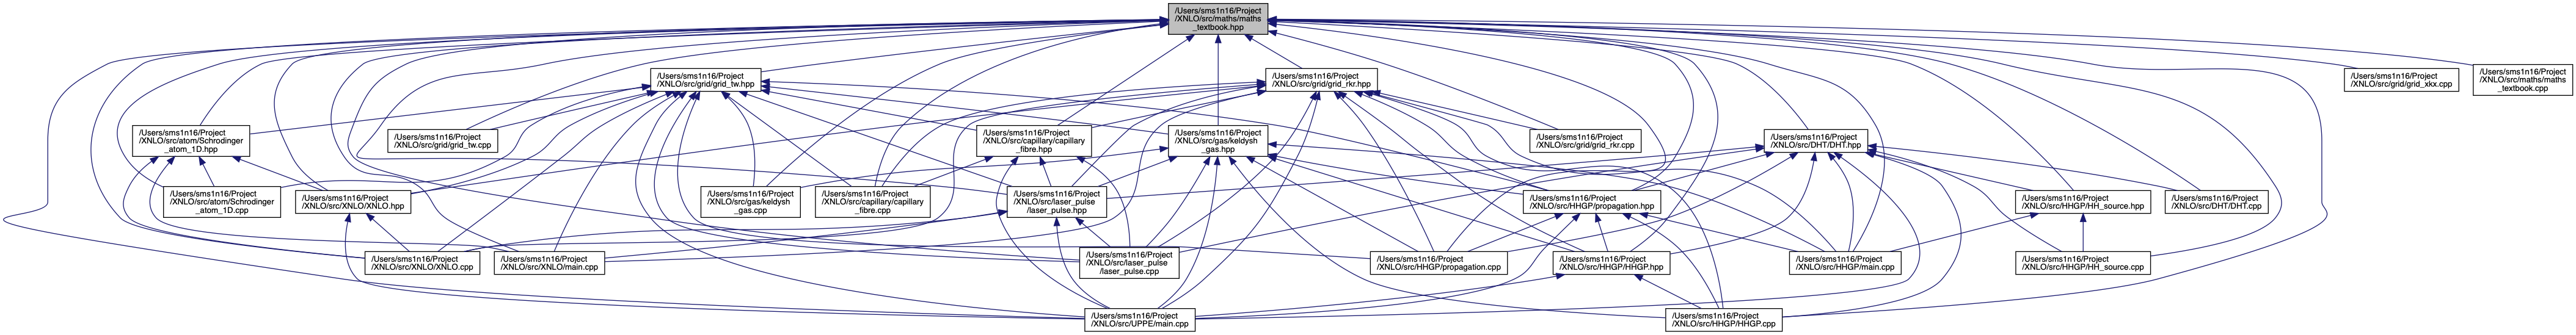 /Users/sms1n16/Project
/XNLO/src/maths/maths
_textbook.hpp
/Users/sms1n16/Project
/XNLO/src/grid/grid_tw.hpp
/Users/sms1n16/Project
/XNLO/src/grid/grid_rkr.hpp
/Users/sms1n16/Project
/XNLO/src/grid/grid_xkx.cpp
/Users/sms1n16/Project
/XNLO/src/maths/maths
_textbook.cpp
/Users/sms1n16/Project
/XNLO/src/atom/Schrodinger
_atom_1D.hpp
/Users/sms1n16/Project
/XNLO/src/grid/grid_tw.cpp
/Users/sms1n16/Project
/XNLO/src/capillary/capillary
_fibre.hpp
/Users/sms1n16/Project
/XNLO/src/gas/keldysh
_gas.hpp
/Users/sms1n16/Project
/XNLO/src/grid/grid_rkr.cpp
/Users/sms1n16/Project
/XNLO/src/DHT/DHT.hpp
/Users/sms1n16/Project
/XNLO/src/atom/Schrodinger
_atom_1D.cpp
/Users/sms1n16/Project
/XNLO/src/XNLO/XNLO.hpp
/Users/sms1n16/Project
/XNLO/src/gas/keldysh
_gas.cpp
/Users/sms1n16/Project
/XNLO/src/capillary/capillary
_fibre.cpp
/Users/sms1n16/Project
/XNLO/src/laser_pulse
/laser_pulse.hpp
/Users/sms1n16/Project
/XNLO/src/HHGP/propagation.hpp
/Users/sms1n16/Project
/XNLO/src/HHGP/HH_source.hpp
/Users/sms1n16/Project
/XNLO/src/DHT/DHT.cpp
/Users/sms1n16/Project
/XNLO/src/XNLO/XNLO.cpp
/Users/sms1n16/Project
/XNLO/src/XNLO/main.cpp
/Users/sms1n16/Project
/XNLO/src/laser_pulse
/laser_pulse.cpp
/Users/sms1n16/Project
/XNLO/src/HHGP/propagation.cpp
/Users/sms1n16/Project
/XNLO/src/HHGP/HHGP.hpp
/Users/sms1n16/Project
/XNLO/src/HHGP/main.cpp
/Users/sms1n16/Project
/XNLO/src/HHGP/HH_source.cpp
/Users/sms1n16/Project
/XNLO/src/UPPE/main.cpp
/Users/sms1n16/Project
/XNLO/src/HHGP/HHGP.cpp